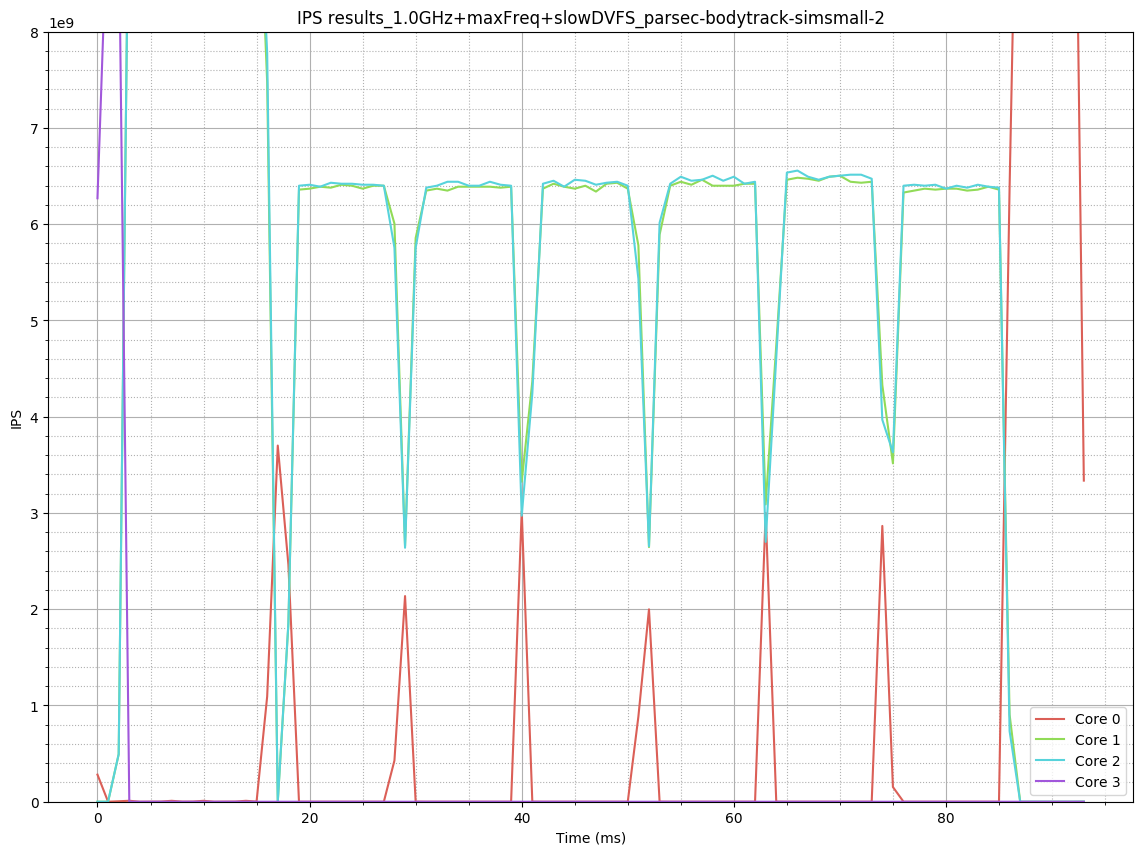 IPS results_1.0GHz+maxFreq+slowDVFS_parsec-bodytrack-simsmall-2
1e9
8
7
6
5
4
3
2
1
0
IPS
0 20 40 60 80
Time (ms)
Core 0
Core 1
Core 2
Core 3